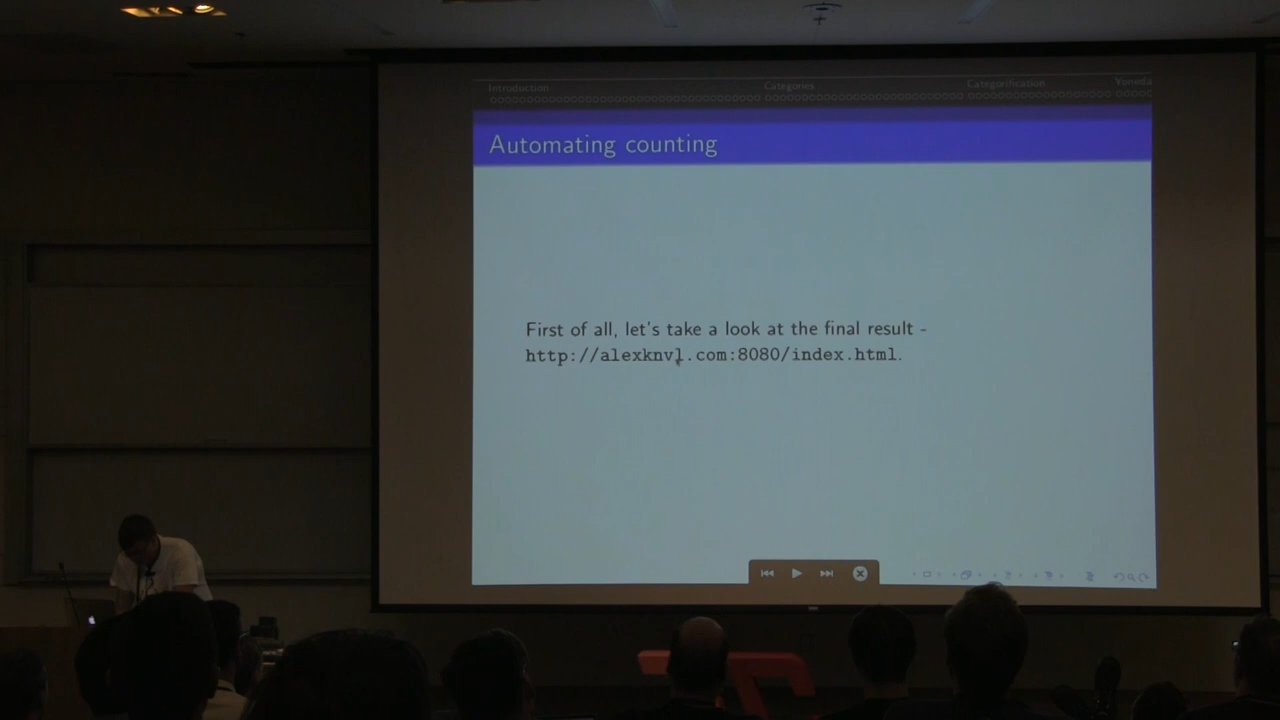 Introduction Categories Categorification Yoneda
Automating counting
First of all, let's take a look at the final result -
http://alexknvl.com:8080/index.html.